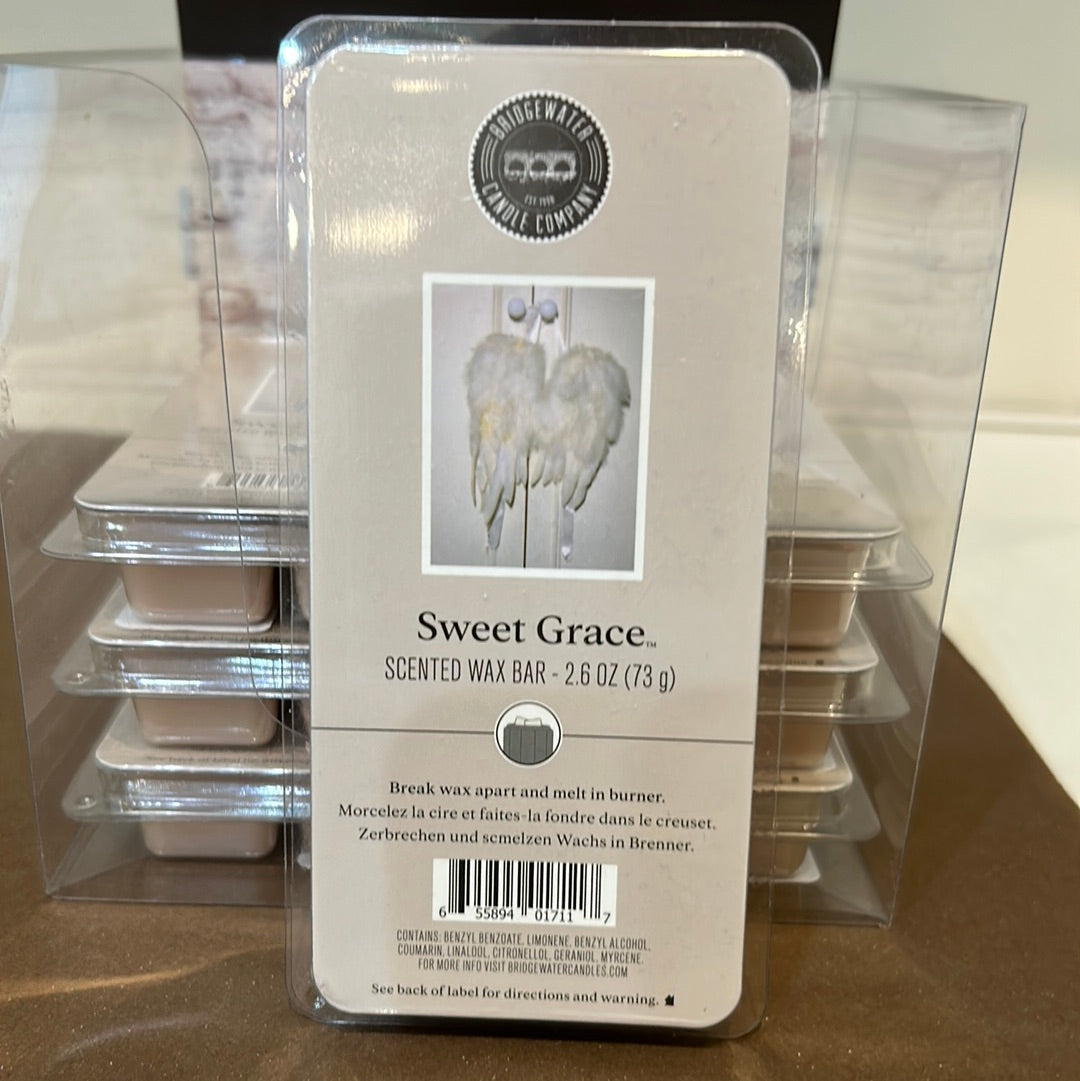 BRIDGEWATER
EST 1998
CANDLE COMPANY
Sweet Grace™
SCENTED WAX BAR - 2.6 OZ (73 g)
Break wax apart and melt in burner.
Morcelez la cire et faites-la fondre dans le creuset.
Zerbrechen und scmelzen Wachs in Brenner.
6 55894 01711 7
CONTAINS: BENZYL BENZOATE, LIMONENE, BENZYL ALCOHOL,
COUMARIN, LINALOOL, CITRONELLOL, GERANIOL, MYRCENE.
FOR MORE INFO VISIT BRIDGEWATERCANDLES.COM
See back of label for directions and warning.